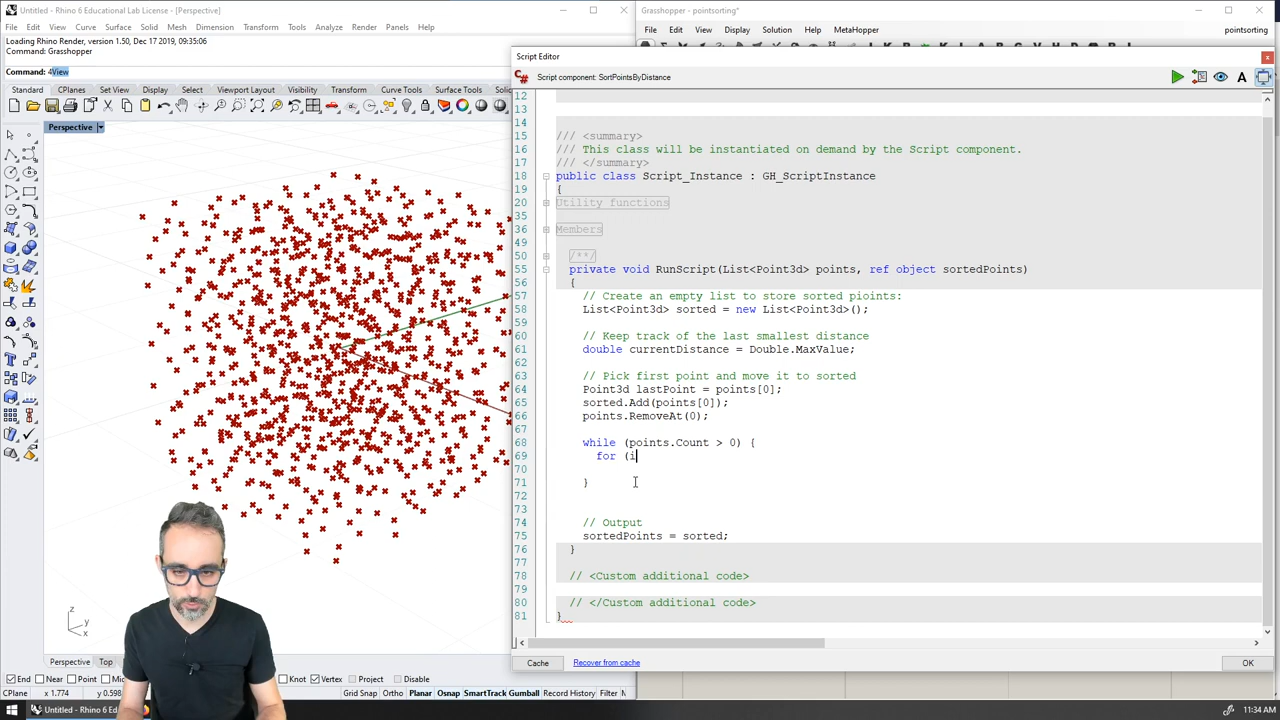 Untitled - Rhino 6 Educational Lab License - [Perspective]
File Edit View Curve Surface Solid Mesh Dimension Transform Tools Analyze Render Panels Help
Loading Rhino Render, version 1.50, Dec 17 2019, 09:35:06
Command: Grasshopper
Command: 4View
Standard CPlanes Set View Display Select Viewport Layout Visibility Transform Curve Tools Surface Tools
Perspective
z
y
x
Perspective Top
End Near Point Knot Vertex Project Disable
CPlane x 1.774 y 0.598 Grid Snap Ortho Planar Osnap SmartTrack Gumball Record History Filter
Grasshopper - pointsorting*
File Edit View Display Solution Help MetaHopper pointsorting
Script Editor
Script component: SortPointsByDistance
12
13
14
15 /// <summary>
16 /// This class will be instantiated on demand by the Script component.
17 /// </summary>
18 public class Script_Instance : GH_ScriptInstance
19 {
20 Utility functions
35
36 Members
49
50 /**/
55 private void RunScript(List<Point3d> points, ref object sortedPoints)
56 {
57 // Create an empty list to store sorted pioints:
58 List<Point3d> sorted = new List<Point3d>();
59
60 // Keep track of the last smallest distance
61 double currentDistance = Double.MaxValue;
62
63 // Pick first point and move it to sorted
64 Point3d lastPoint = points[0];
65 sorted.Add(points[0]);
66 points.RemoveAt(0);
67
68 while (points.Count > 0) {
69 for (i
70
71 }
72
73
74 // Output
75 sortedPoints = sorted;
76 }
77
78 // <Custom additional code>
79
80 // </Custom additional code>
81 }
Cache Recover from cache OK
Untitled - Rhino 6 Ed... 11:34 AM